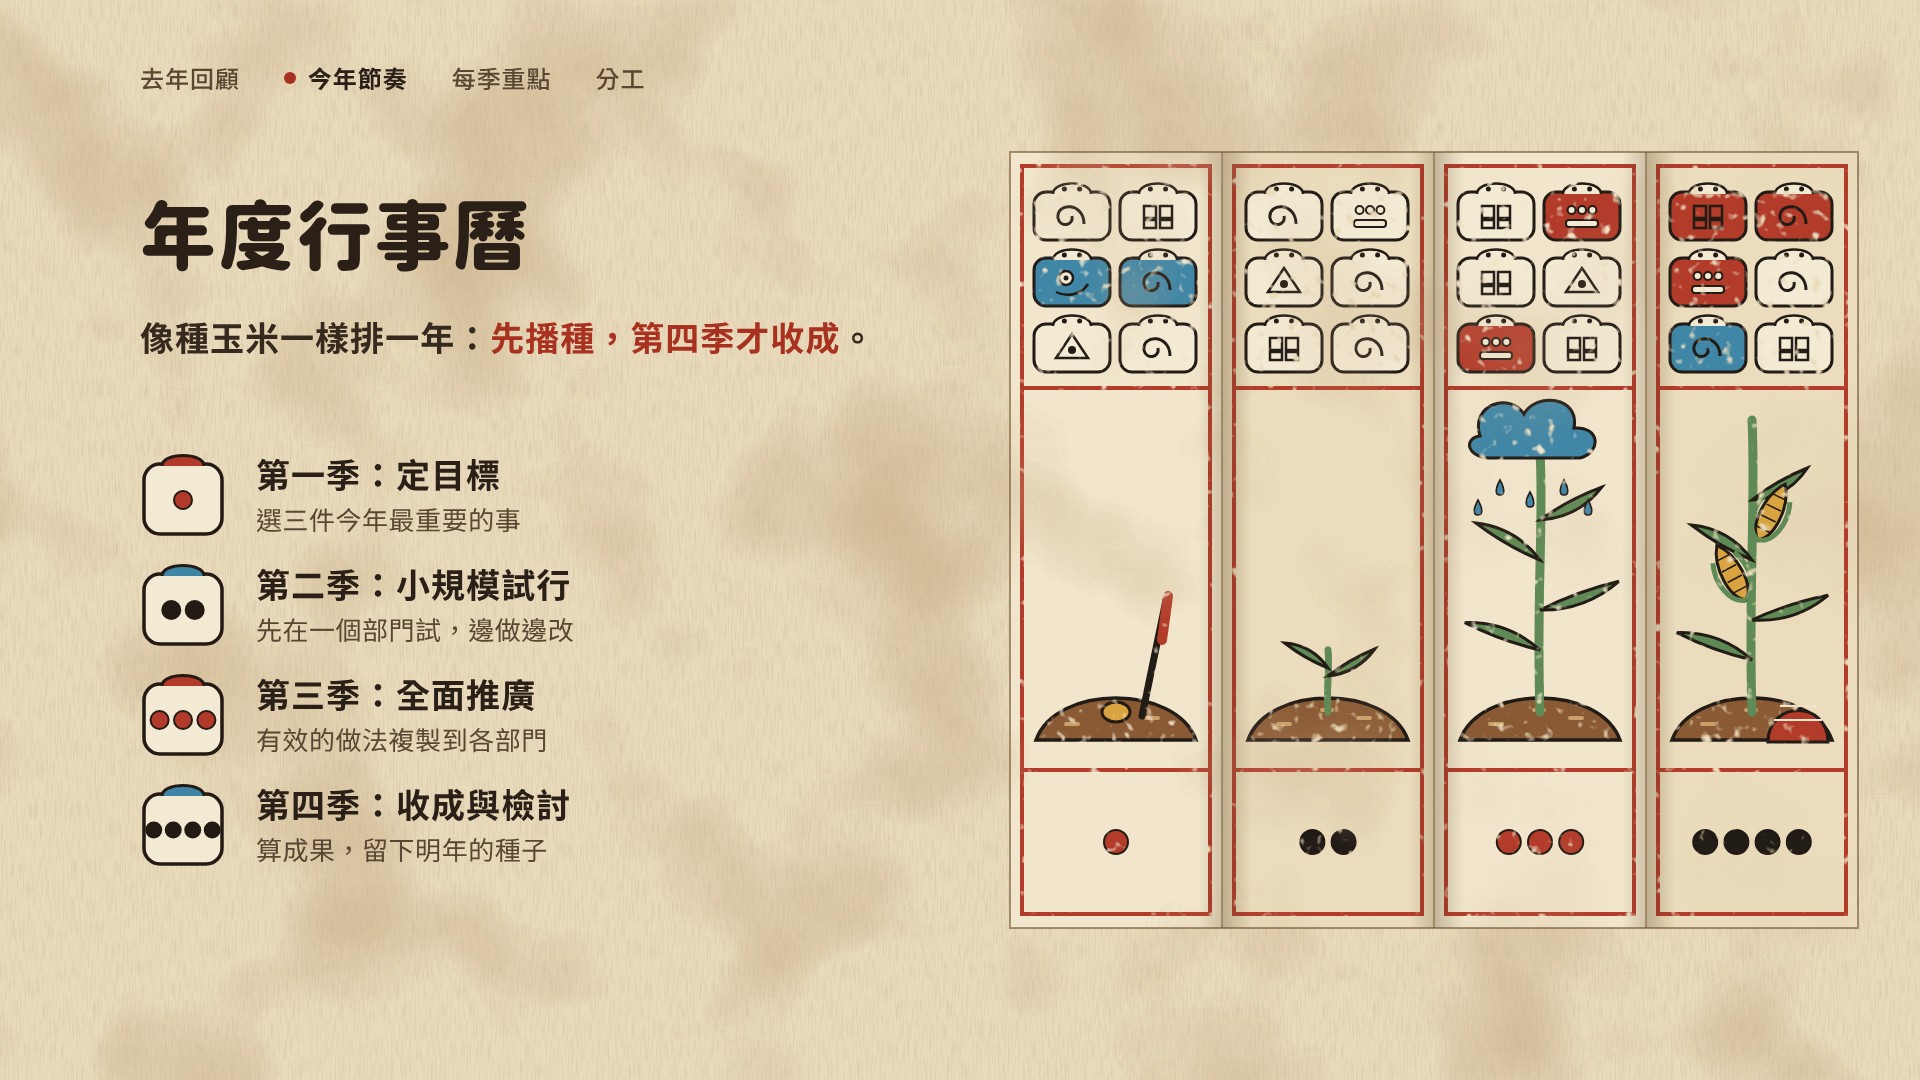 去年回顧 今年節奏 每季重點 分工
年度行事曆
像種玉米一樣排一年：先播種，第四季才收成。
第一季：定目標
選三件今年最重要的事
第二季：小規模試行
先在一個部門試，邊做邊改
第三季：全面推廣
有效的做法複製到各部門
第四季：收成與檢討
算成果，留下明年的種子